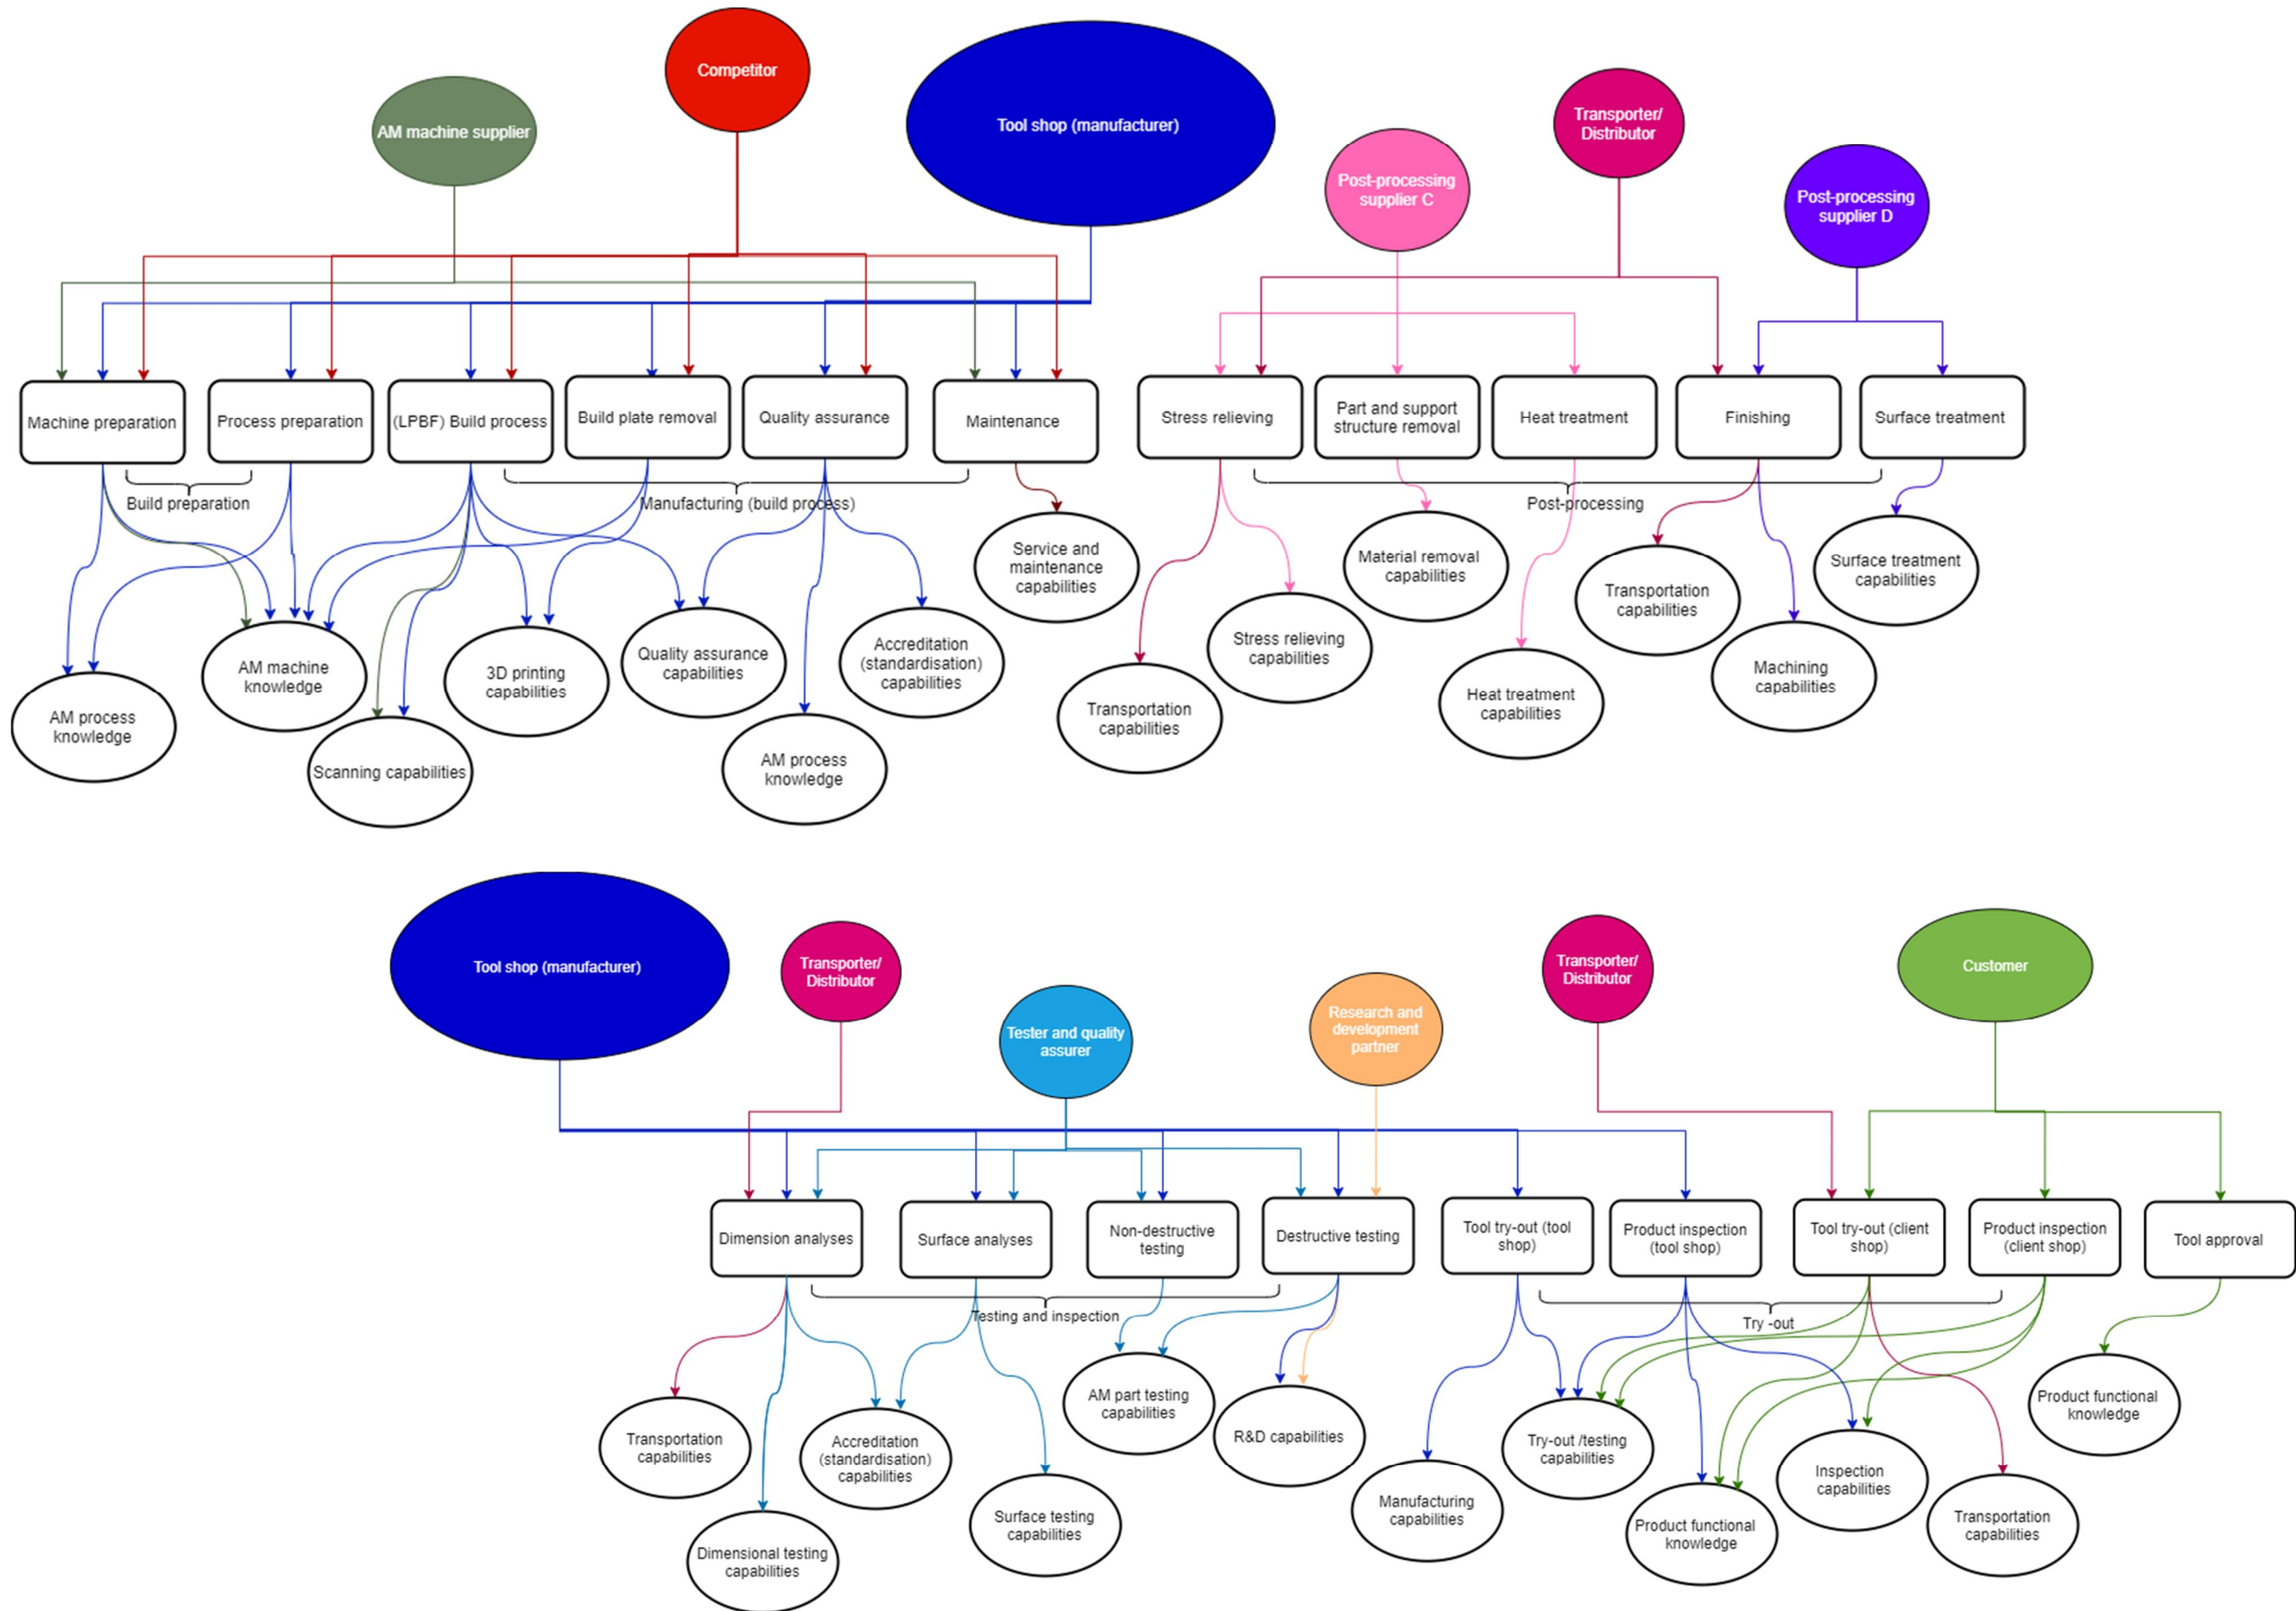 Competitor
AM machine supplier
Tool shop (manufacturer)
Transporter/
Distributor
Post-processing
supplier C
Post-processing
supplier D
Machine preparation
Process preparation
(LPBF) Build process
Build plate removal
Quality assurance
Maintenance
Stress relieving
Part and support
structure removal
Heat treatment
Finishing
Surface treatment
Build preparation
Manufacturing (build process)
Post-processing
Service and
maintenance
capabilities
Material removal
capabilities
Transportation
capabilities
Surface treatment
capabilities
AM process
knowledge
AM machine
knowledge
Scanning capabilities
3D printing
capabilities
Quality assurance
capabilities
AM process
knowledge
Accreditation
(standardisation)
capabilities
Transportation
capabilities
Stress relieving
capabilities
Heat treatment
capabilities
Machining
capabilities
Tool shop (manufacturer)
Transporter/
Distributor
Tester and quality
assurer
Research and
development
partner
Transporter/
Distributor
Customer
Dimension analyses
Surface analyses
Non-destructive
testing
Destructive testing
Tool try-out (tool
shop)
Product inspection
(tool shop)
Tool try-out (client
shop)
Product inspection
(client shop)
Tool approval
Testing and inspection
Try -out
Transportation
capabilities
Dimensional testing
capabilities
Accreditation
(standardisation)
capabilities
Surface testing
capabilities
AM part testing
capabilities
R&D capabilities
Manufacturing
capabilities
Try-out /testing
capabilities
Product functional
knowledge
Inspection
capabilities
Transportation
capabilities
Product functional
knowledge